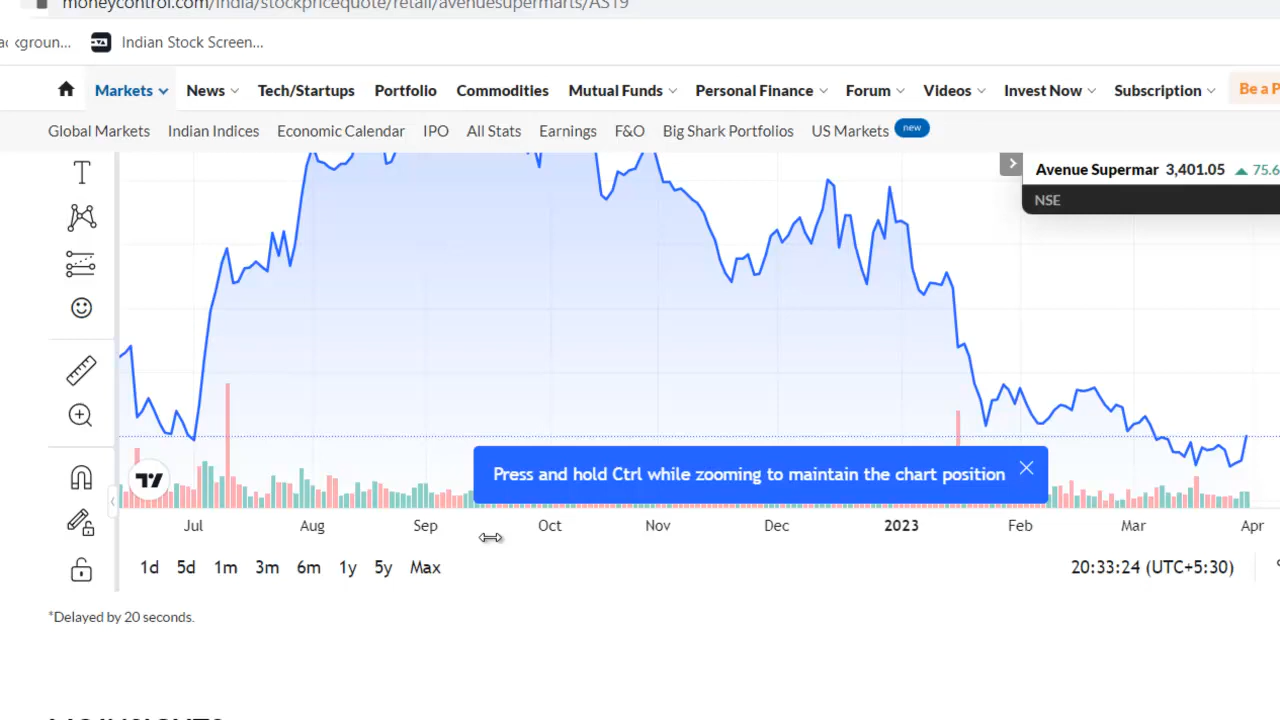 moneycontrol.com/india/stockpricequote/retail/avenuesupermarts/AS19
ackgroun... Indian Stock Screen...
Markets News Tech/Startups Portfolio Commodities Mutual Funds Personal Finance Forum Videos Invest Now Subscription Be a P
Global Markets Indian Indices Economic Calendar IPO All Stats Earnings F&O Big Shark Portfolios US Markets new
Avenue Supermar 3,401.05 75.6
NSE
Press and hold Ctrl while zooming to maintain the chart position
Jul Aug Sep Oct Nov Dec 2023 Feb Mar Apr
1d 5d 1m 3m 6m 1y 5y Max 20:33:24 (UTC+5:30)
*Delayed by 20 seconds.